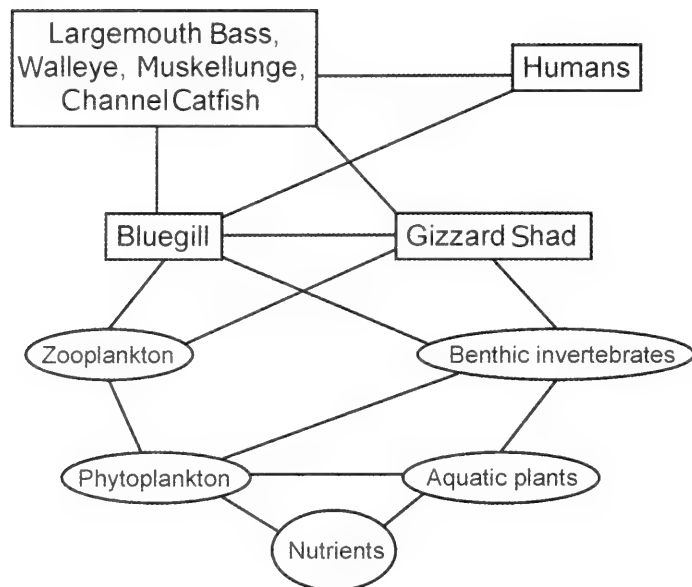 Largemouth Bass,
Walleye, Muskellunge,
Channel Catfish
Humans
Bluegill
Gizzard Shad
Zooplankton
Benthic invertebrates
Phytoplankton
Aquatic plants
Nutrients